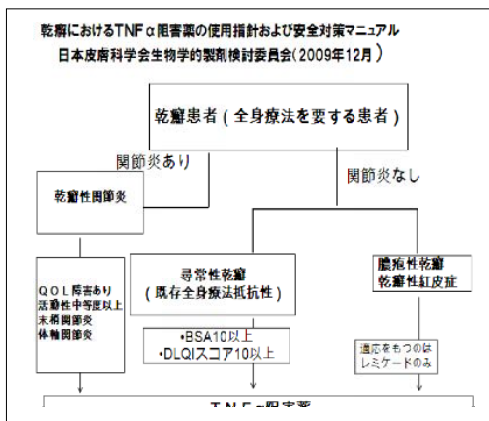 乾癬におけるTNFα阻害薬の使用指針および安全対策マニュアル
日本皮膚科学会生物学的製剤検討委員会(2009年12月)
乾癬患者(全身療法を要する患者)
関節炎あり
関節炎なし
乾癬性関節炎
尋常性乾癬
(既存全身療法抵抗性)
膿疱性乾癬
乾癬性紅皮症
QOL障害あり
活動性中等度以上
末梢関節炎
体軸関節炎
・BSA10以上
・DLQIスコア10以上
適応をもつのは
レミケードのみ
TNFα阻害薬